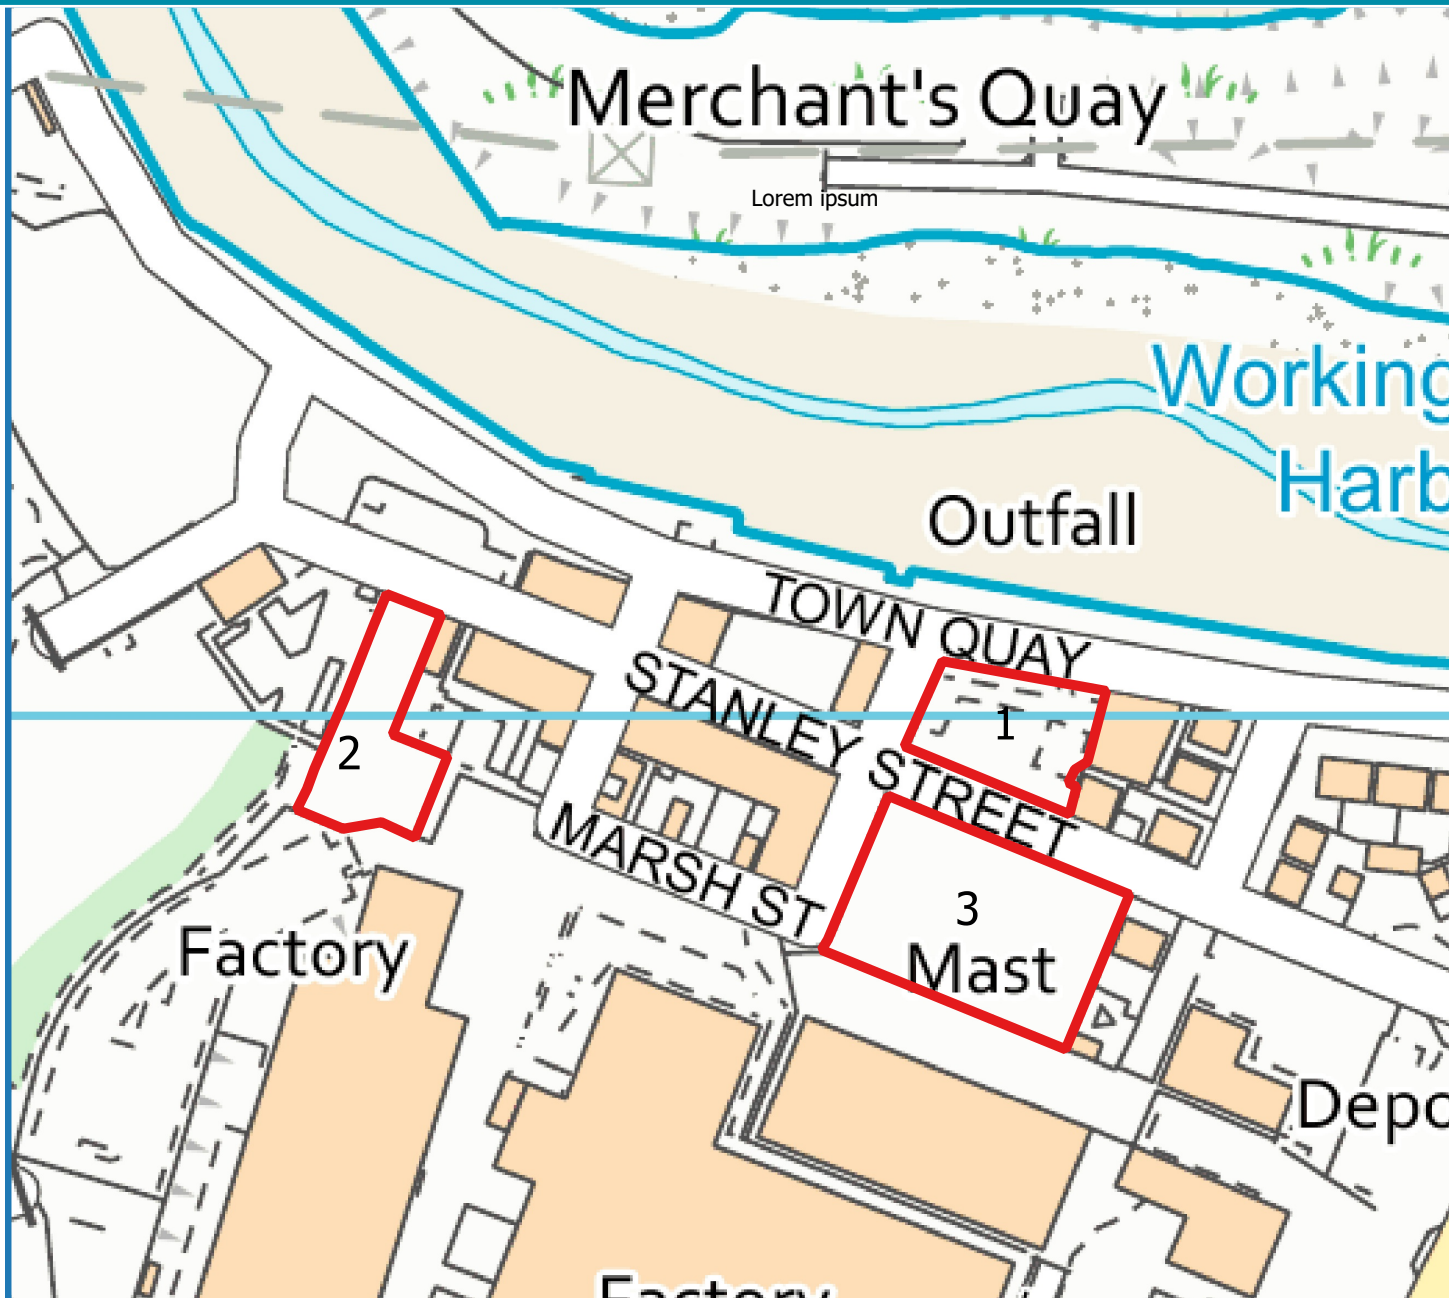 Merchant's Quay
Lorem ipsum
Working
Harb
Outfall
TOWN QUAY
STANLEY STREET
1
2
MARSH ST
3
Mast
Factory
Depo
Factory